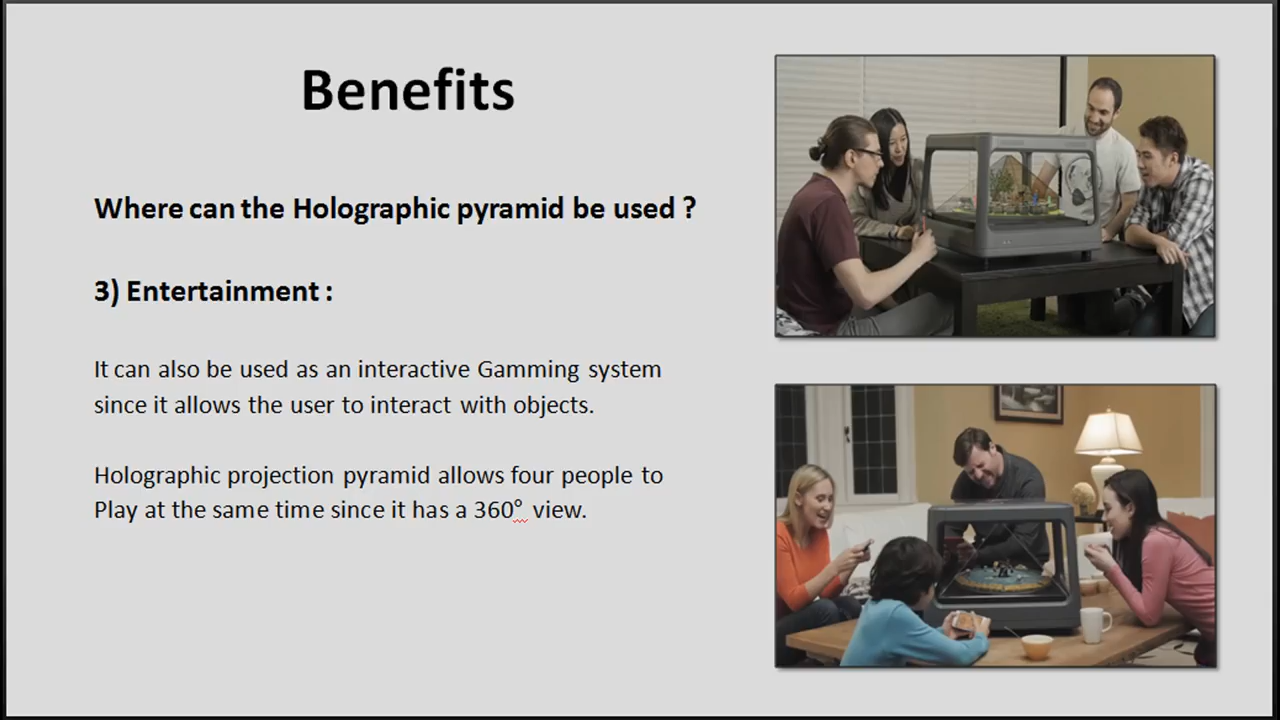 Benefits
Where can the Holographic pyramid be used ?
3) Entertainment :
It can also be used as an interactive Gamming system
since it allows the user to interact with objects.
Holographic projection pyramid allows four people to
Play at the same time since it has a 360° view.